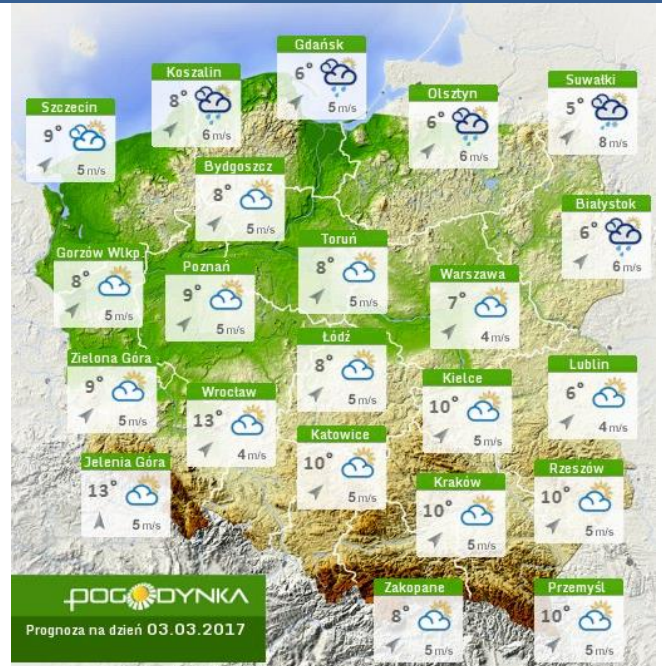 Gdańsk
6°
5 m/s
Koszalin
8°
6 m/s
Suwałki
5°
8 m/s
Olsztyn
6°
6 m/s
Szczecin
9°
5 m/s
Bydgoszcz
8°
5 m/s
Białystok
6°
6 m/s
Toruń
8°
5 m/s
Gorzów Wlkp.
8°
5 m/s
Poznań
9°
5 m/s
Warszawa
7°
4 m/s
Łódź
8°
5 m/s
Zielona Góra
9°
5 m/s
Lublin
6°
4 m/s
Kielce
10°
5 m/s
Wrocław
13°
4 m/s
Katowice
10°
5 m/s
Jelenia Góra
13°
5 m/s
Rzeszów
10°
5 m/s
Kraków
10°
5 m/s
Zakopane
8°
5 m/s
Przemyśl
10°
5 m/s
POGODYNKA
Prognoza na dzień 03.03.2017